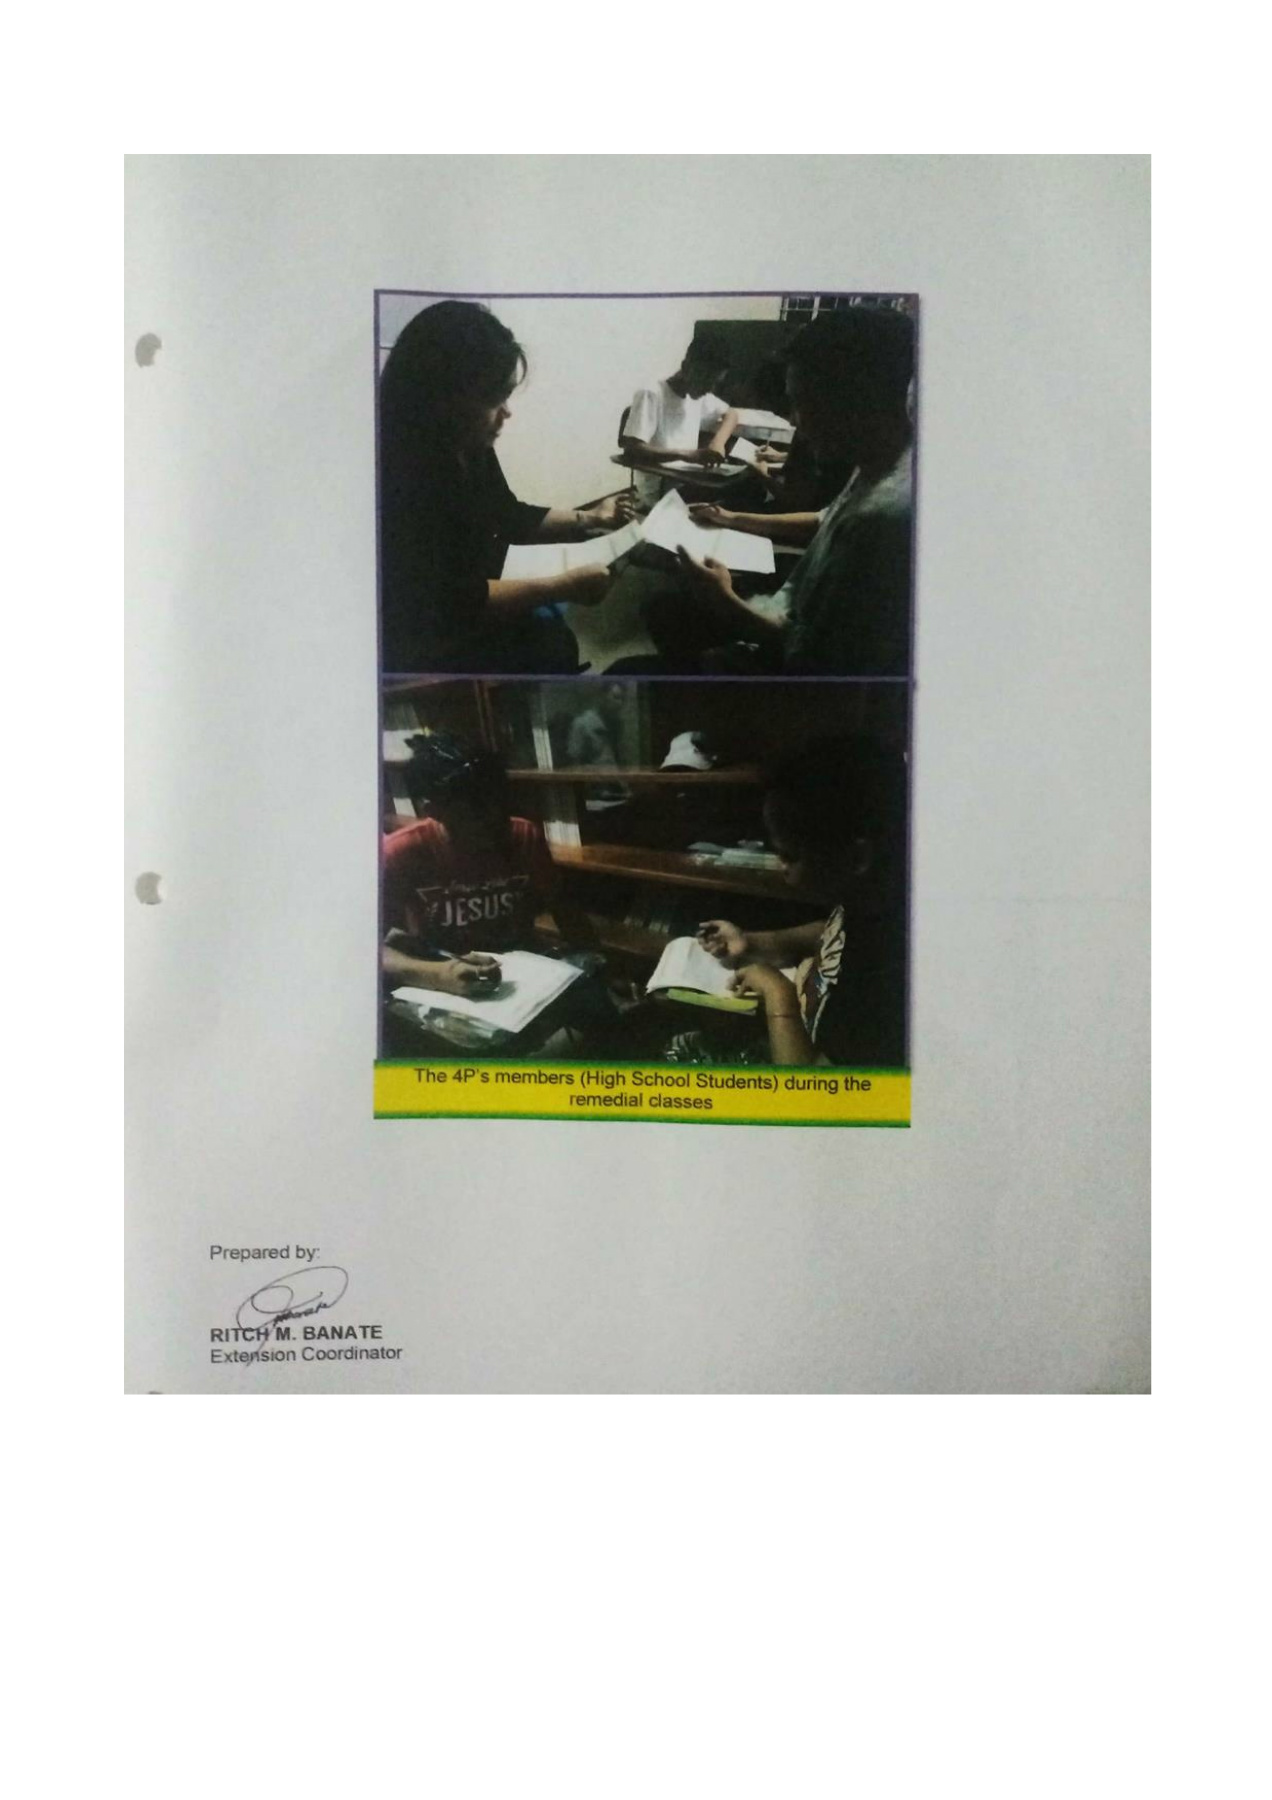 JESUS
The 4P's members (High School Students) during the
remedial classes
Prepared by:
RITCH M. BANATE
Extension Coordinator